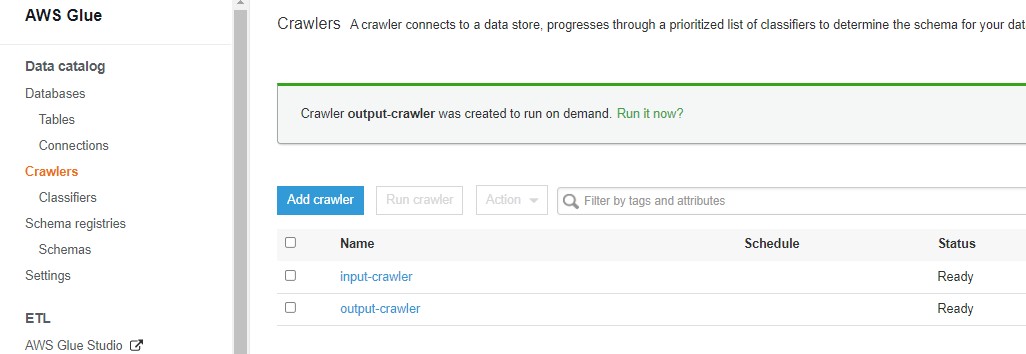 AWS Glue
Data catalog
Databases
Tables
Connections
Crawlers
Classifiers
Schema registries
Schemas
Settings
ETL
AWS Glue Studio
Crawlers A crawler connects to a data store, progresses through a prioritized list of classifiers to determine the schema for your dat
Crawler output-crawler was created to run on demand. Run it now?
Add crawler Run crawler Action Filter by tags and attributes
Name Schedule Status
input-crawler Ready
output-crawler Ready